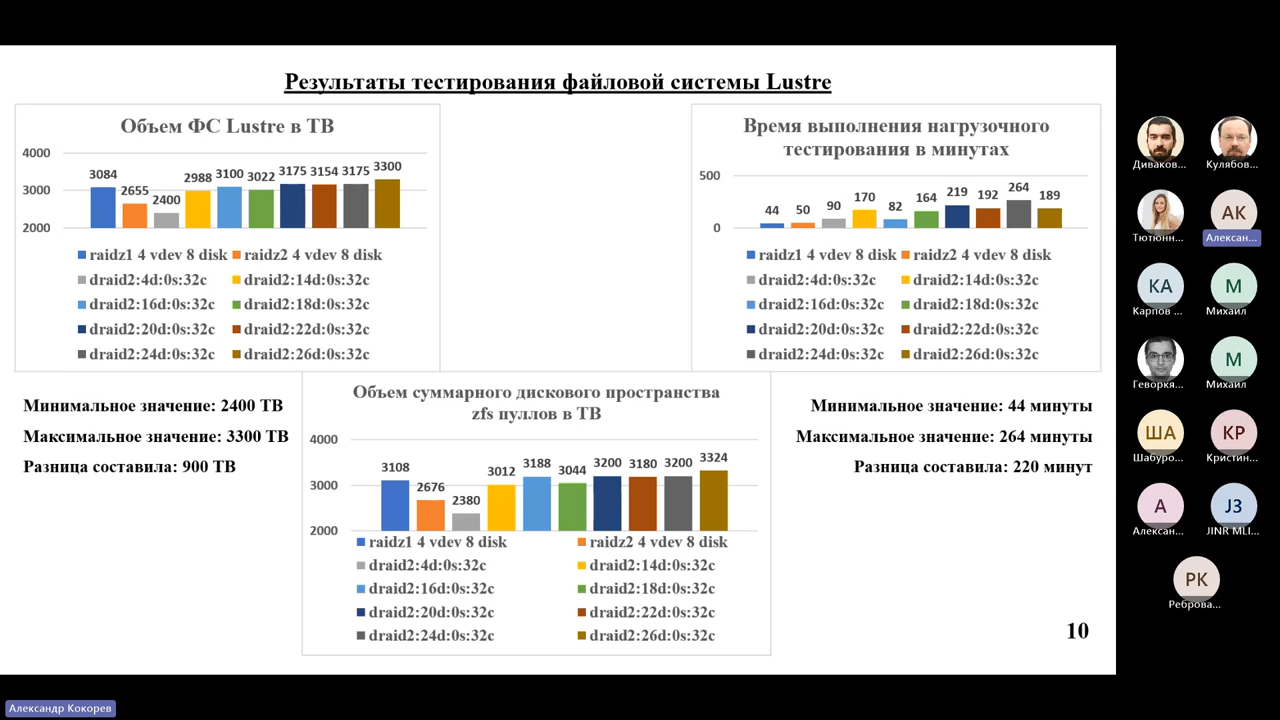 Результаты тестирования файловой системы Lustre
Объем ФС Lustre в ТВ
4000
3000
2000
3084
2655
2400
2988
3100
3022
3175
3154
3175
3300
raidz1 4 vdev 8 disk
raidz2 4 vdev 8 disk
draid2:4d:0s:32c
draid2:14d:0s:32c
draid2:16d:0s:32c
draid2:18d:0s:32c
draid2:20d:0s:32c
draid2:22d:0s:32c
draid2:24d:0s:32c
draid2:26d:0s:32c
Минимальное значение: 2400 ТВ
Максимальное значение: 3300 ТВ
Разница составила: 900 ТВ
Время выполнения нагрузочного
тестирования в минутах
500
0
44
50
90
170
82
164
219
192
264
189
raidz1 4 vdev 8 disk
raidz2 4 vdev 8 disk
draid2:4d:0s:32c
draid2:14d:0s:32c
draid2:16d:0s:32c
draid2:18d:0s:32c
draid2:20d:0s:32c
draid2:22d:0s:32c
draid2:24d:0s:32c
draid2:26d:0s:32c
Минимальное значение: 44 минуты
Максимальное значение: 264 минуты
Разница составила: 220 минут
Объем суммарного дискового пространства
zfs пуллов в ТВ
4000
3000
2000
3108
2676
2380
3012
3188
3044
3200
3180
3200
3324
raidz1 4 vdev 8 disk
raidz2 4 vdev 8 disk
draid2:4d:0s:32c
draid2:14d:0s:32c
draid2:16d:0s:32c
draid2:18d:0s:32c
draid2:20d:0s:32c
draid2:22d:0s:32c
draid2:24d:0s:32c
draid2:26d:0s:32c
10
Диваков...
Кулябов...
Тютюнн...
АК
Алексан...
КА
Карпов ...
М
Михаил
Геворкя...
М
Михаил
ША
Шабуро...
КР
Кристин...
А
Алексан...
JЗ
JINR MLI...
РК
Реброва...
Александр Кокорев